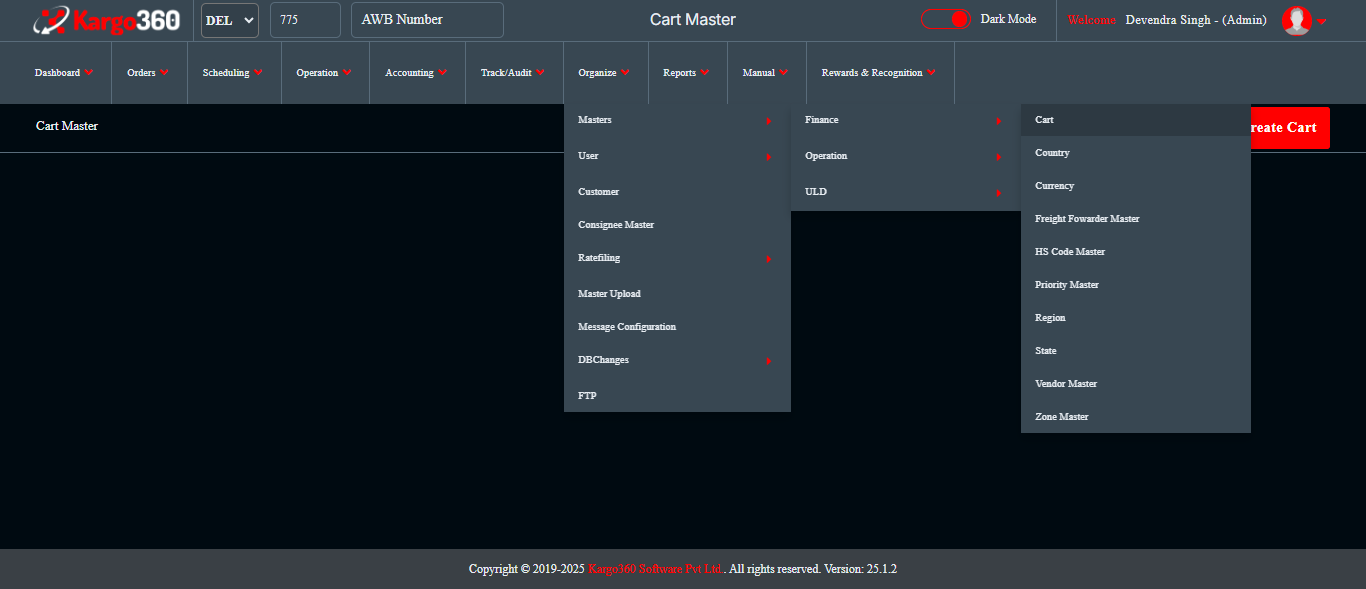 Kargo360 DEL 775 AWB Number Cart Master Dark Mode Welcome Devendra Singh - (Admin)
Dashboard Orders Scheduling Operation Accounting Track/Audit Organize Reports Manual Rewards & Recognition
Cart Master
Masters
User
Customer
Consignee Master
Ratefiling
Master Upload
Message Configuration
DBChanges
FTP
Finance
Operation
ULD
Cart
Country
Currency
Freight Fowarder Master
HS Code Master
Priority Master
Region
State
Vendor Master
Zone Master
reate Cart
Copyright © 2019-2025 Kargo360 Software Pvt Ltd.. All rights reserved. Version: 25.1.2